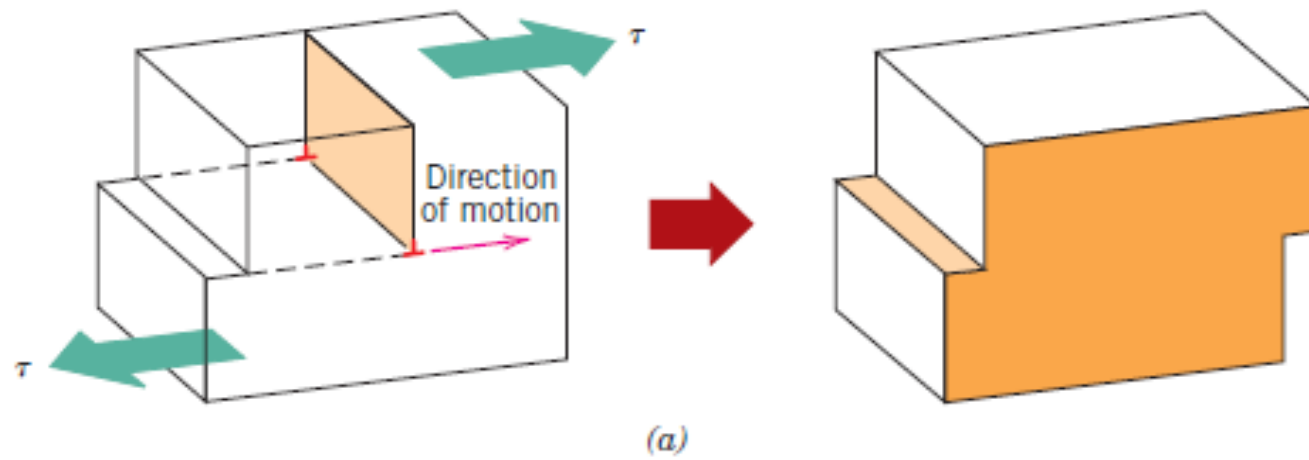 τ
Direction
of motion
τ
(a)